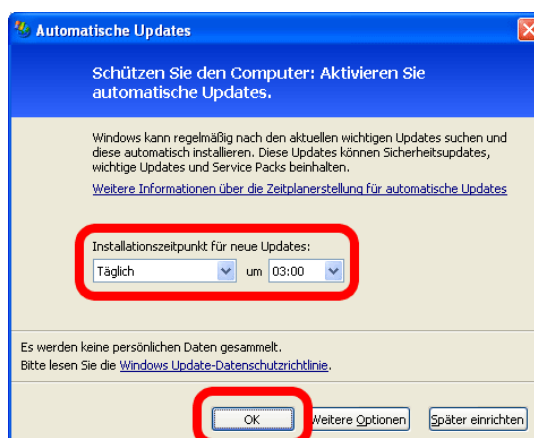 Automatische Updates
Schützen Sie den Computer: Aktivieren Sie
automatische Updates.
Windows kann regelmäßig nach den aktuellen wichtigen Updates suchen und
diese automatisch installieren. Diese Updates können Sicherheitsupdates,
wichtige Updates und Service Packs beinhalten.
Weitere Informationen über die Zeitplanerstellung für automatische Updates
Installationszeitpunkt für neue Updates:
Täglich um 03:00
Es werden keine persönlichen Daten gesammelt.
Bitte lesen Sie die Windows Update-Datenschutzrichtlinie.
OK Weitere Optionen Später einrichten